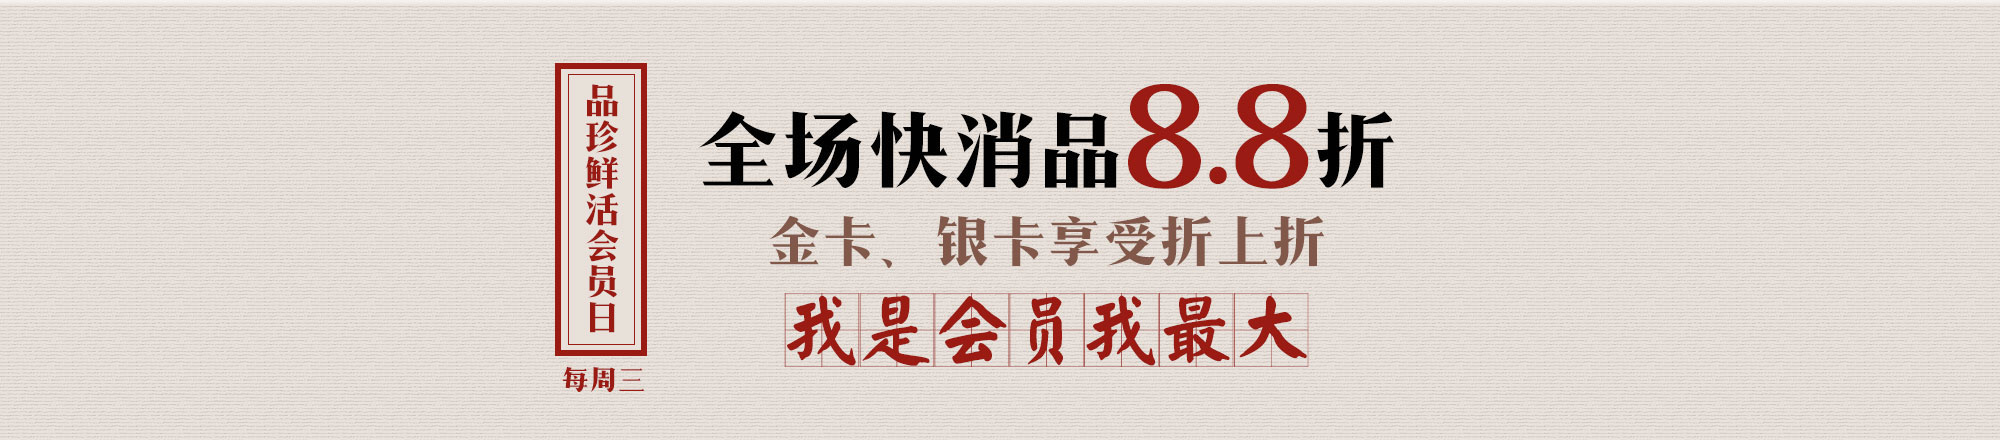 品珍鲜活会员日
每周三
全场快消品8.8折
金卡、银卡享受折上折
我是会员我最大